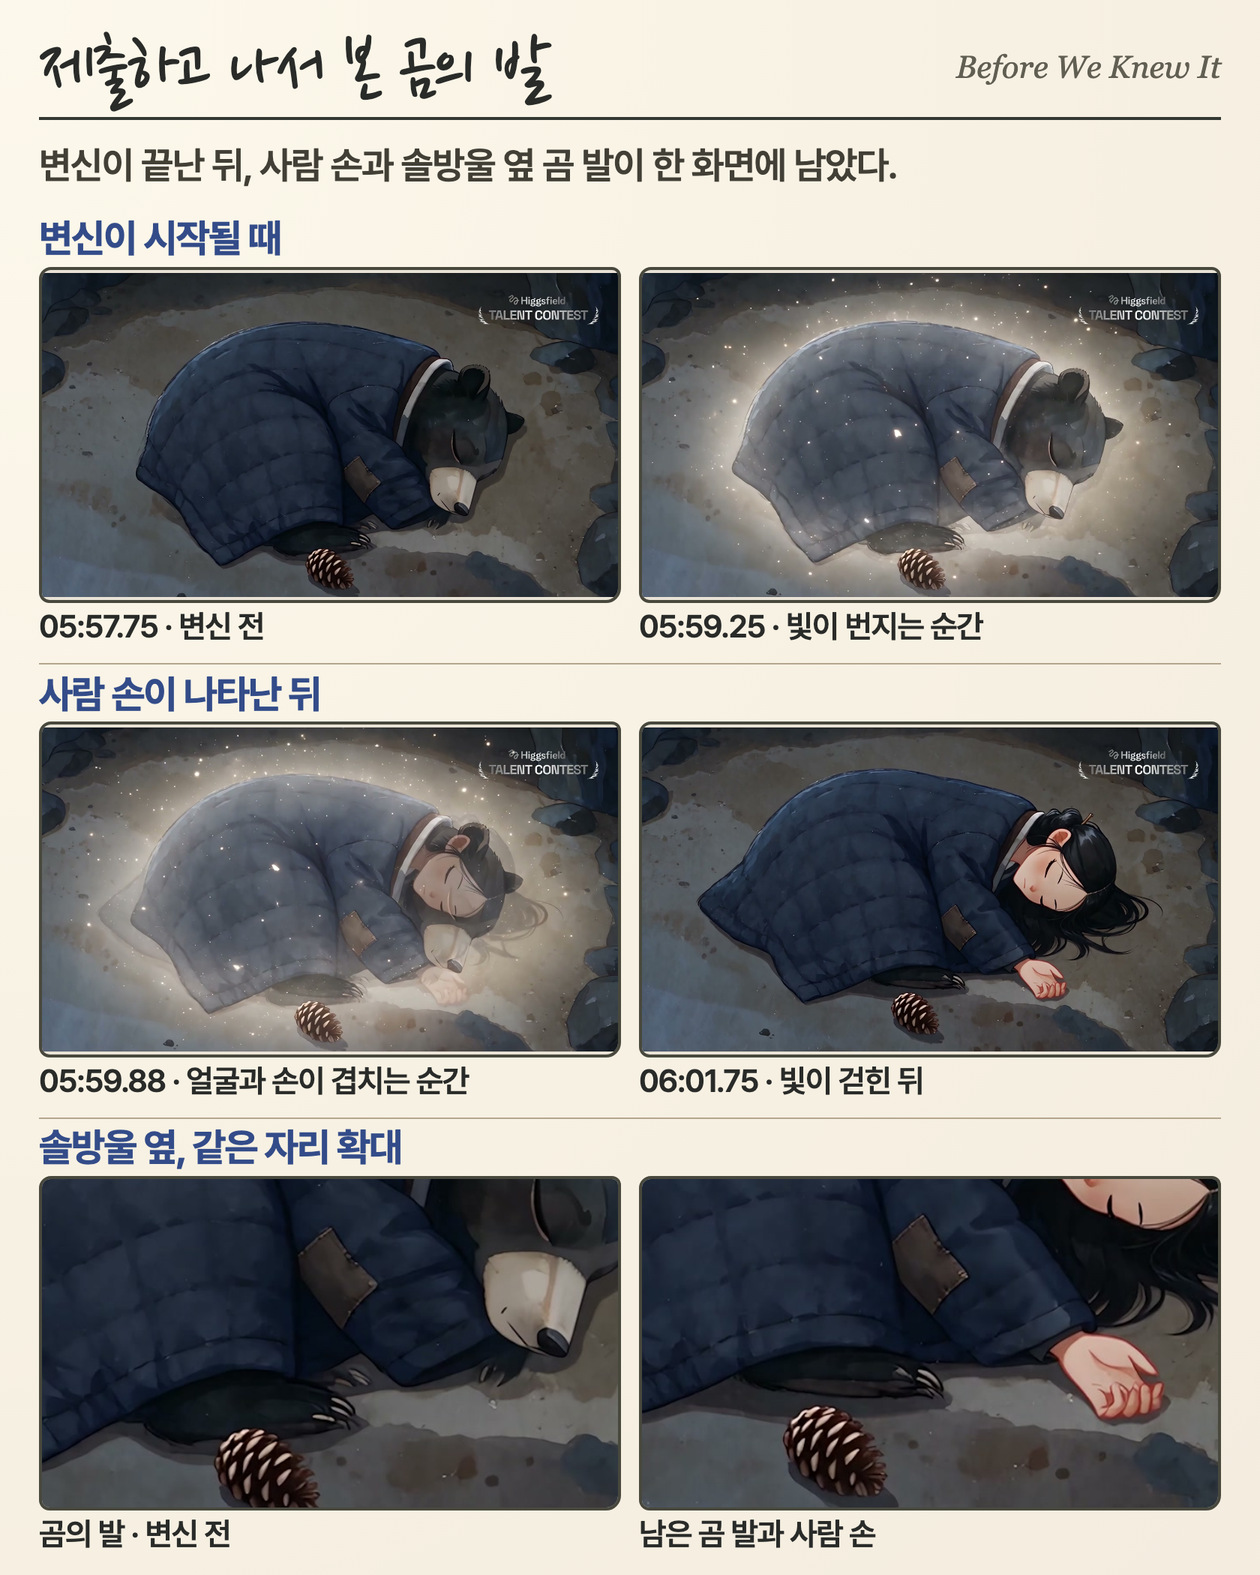 제출하고 나서 본 곰의 발
Before We Knew It
변신이 끝난 뒤, 사람 손과 솔방울 옆 곰 발이 한 화면에 남았다.
변신이 시작될 때
Higgsfield
TALENT CONTEST
Higgsfield
TALENT CONTEST
05:57.75 · 변신 전
05:59.25 · 빛이 번지는 순간
사람 손이 나타난 뒤
Higgsfield
TALENT CONTEST
Higgsfield
TALENT CONTEST
05:59.88 · 얼굴과 손이 겹치는 순간
06:01.75 · 빛이 걷힌 뒤
솔방울 옆, 같은 자리 확대
곰의 발 · 변신 전
남은 곰 발과 사람 손